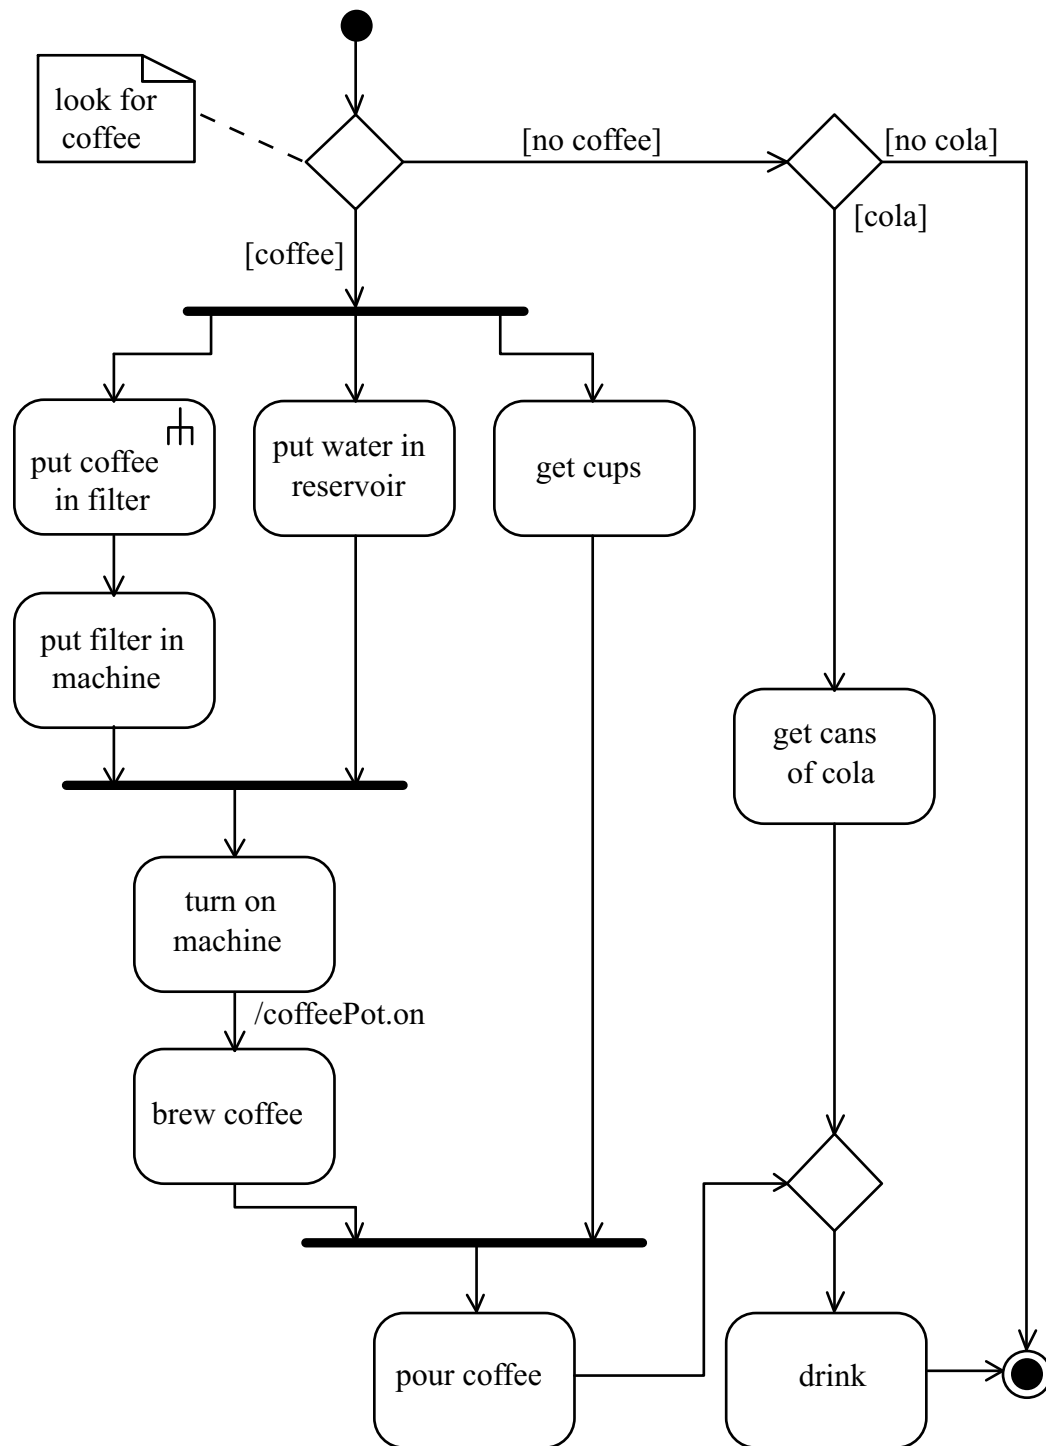 look for
coffee
[no coffee]
[no cola]
[cola]
[coffee]
put coffee
in filter
put water in
reservoir
get cups
put filter in
machine
get cans
of cola
turn on
machine
/coffeePot.on
brew coffee
pour coffee
drink